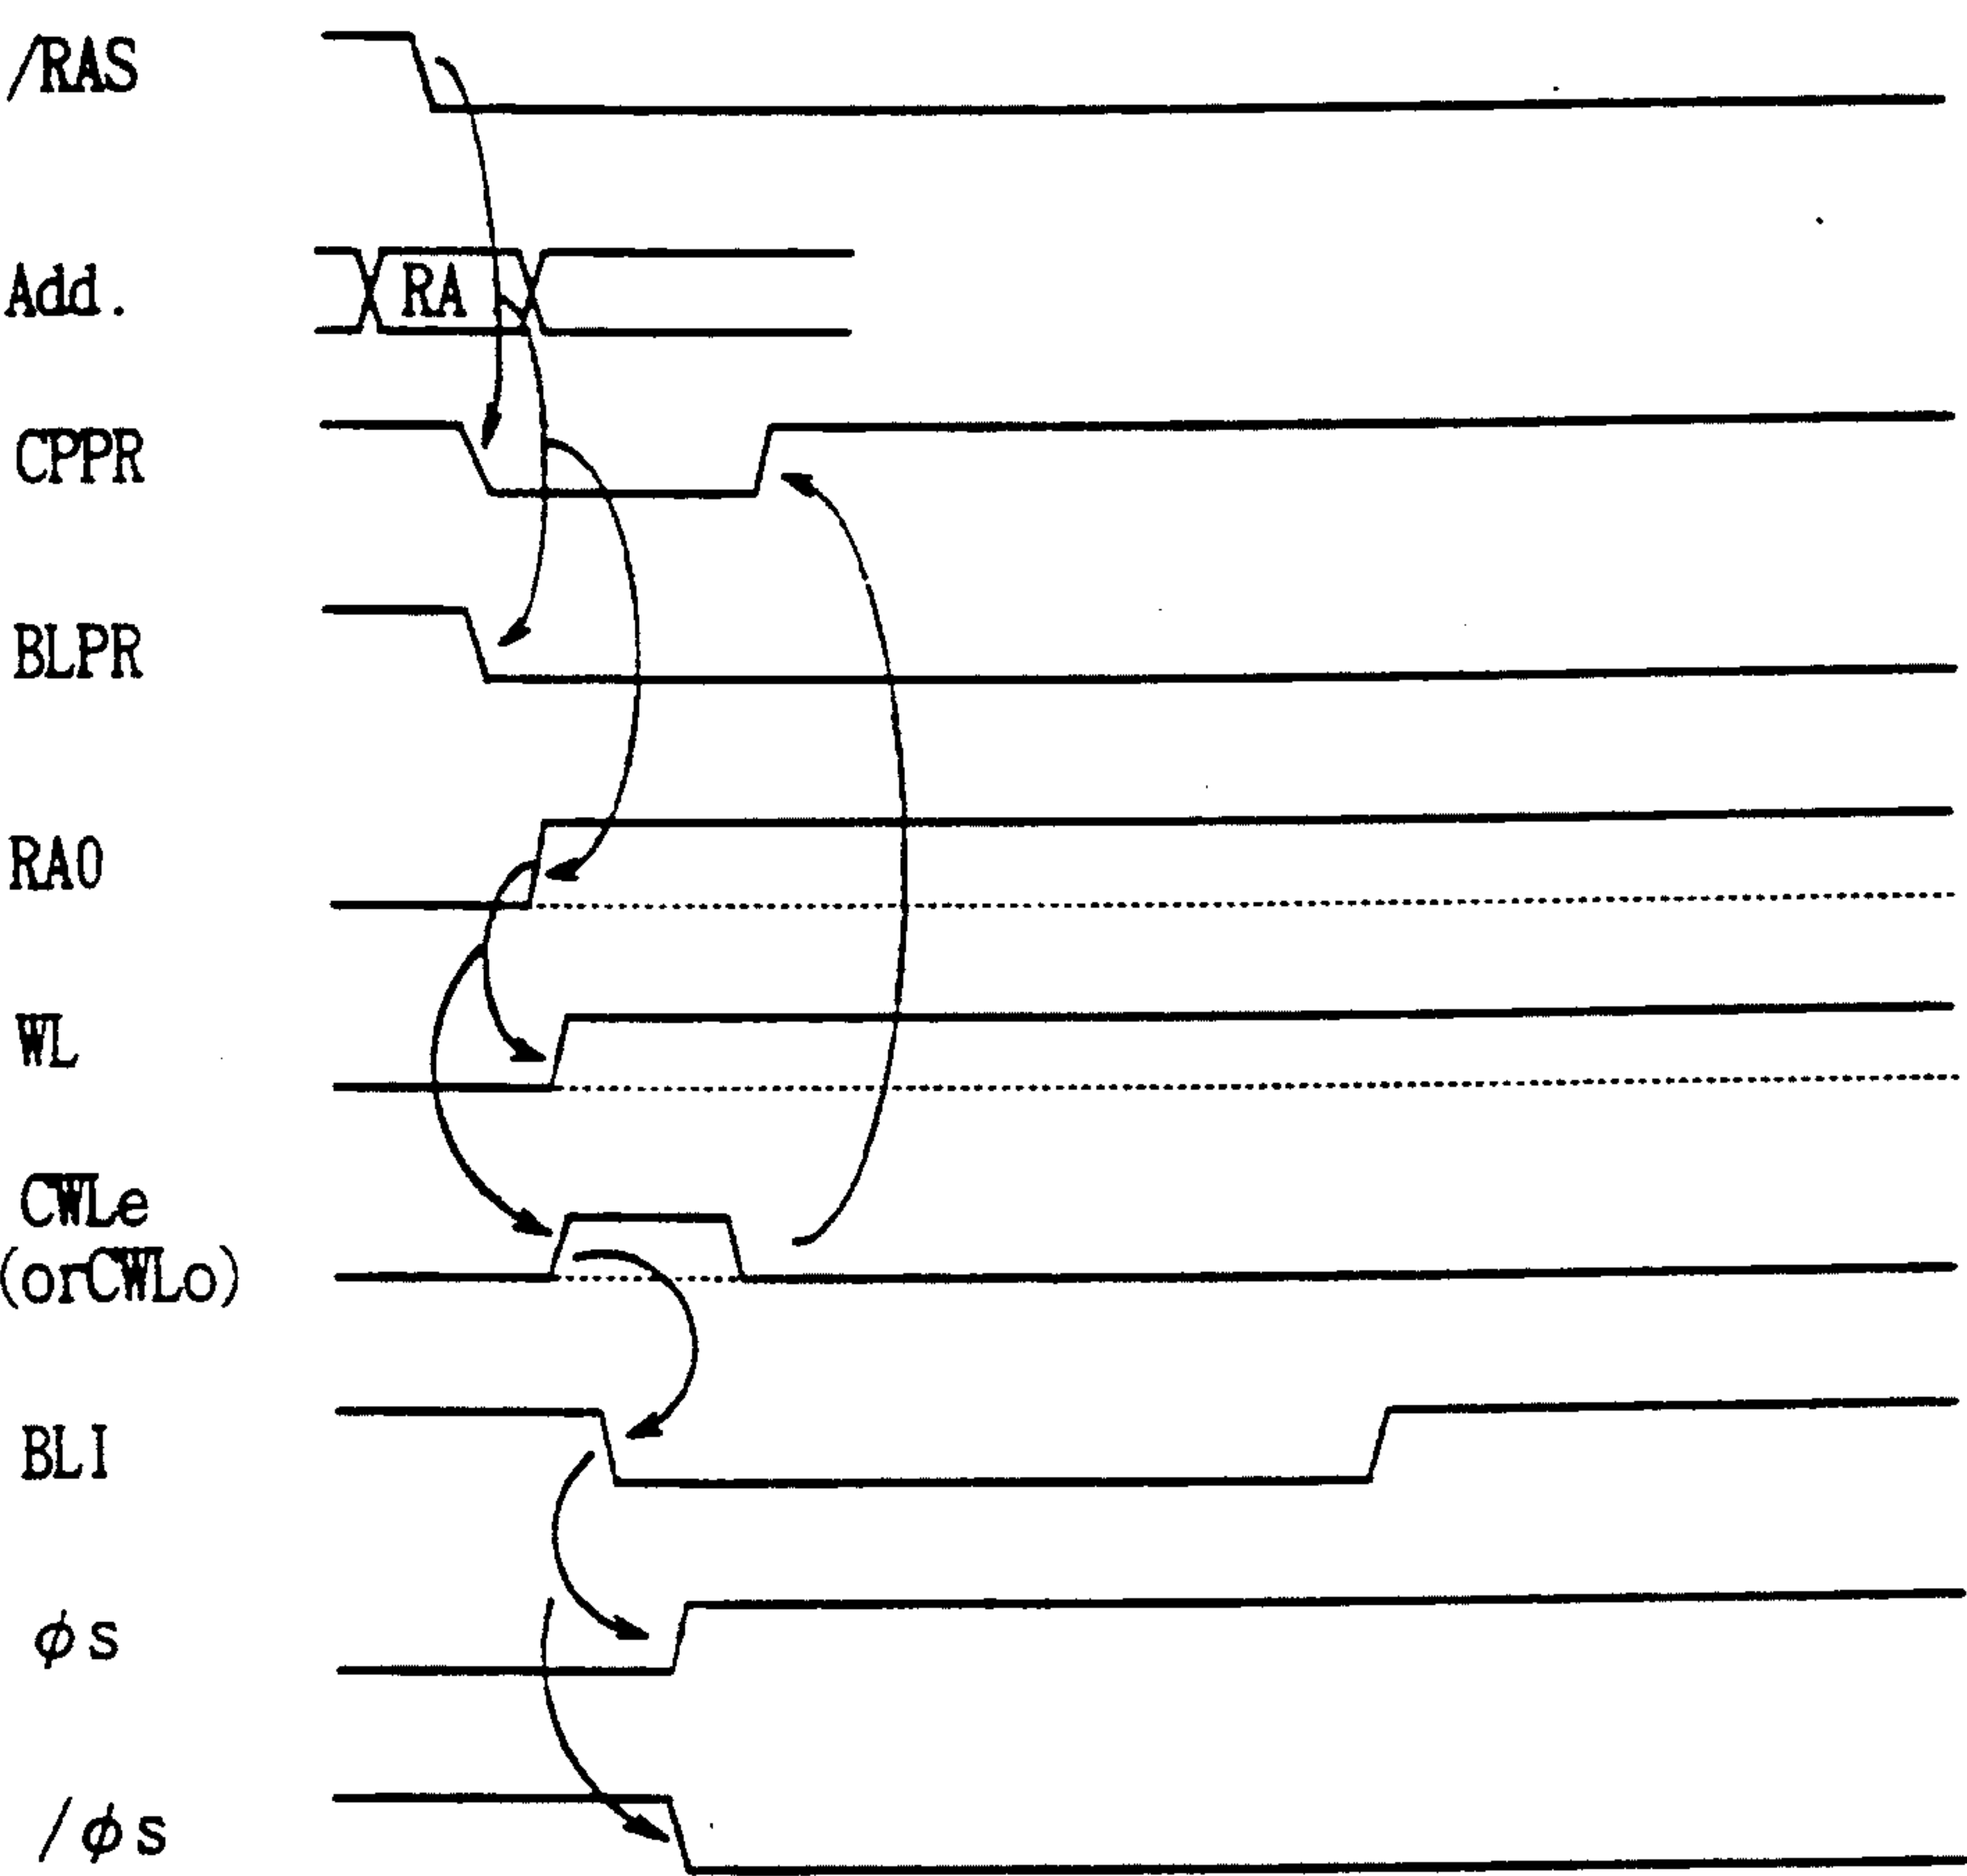 /RAS
Add.
RA
CPPR
BLPR
RA0
WL
CWLe
(orCWLo)
BLI
φs
/φs